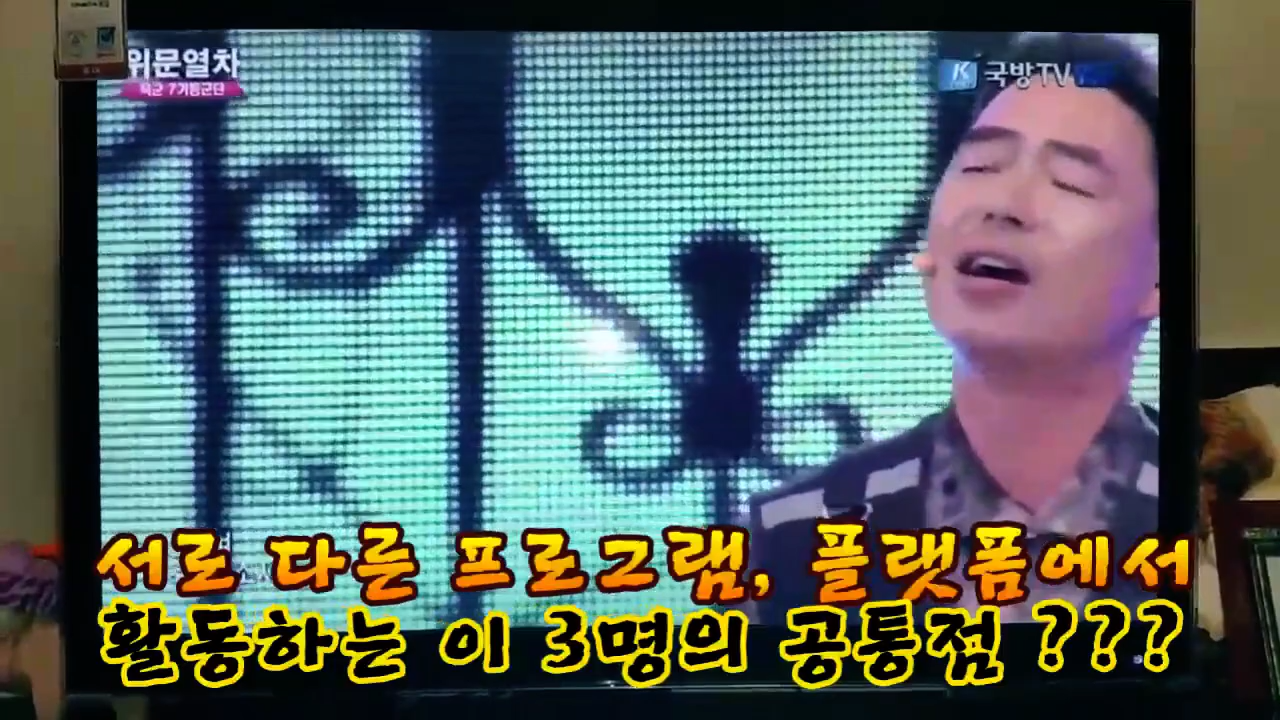 위문열차
육군 7기동군단
K 국방TV
서로 다른 프로그램, 플랫폼에서
활동하는 이 3명의 공통점 ???